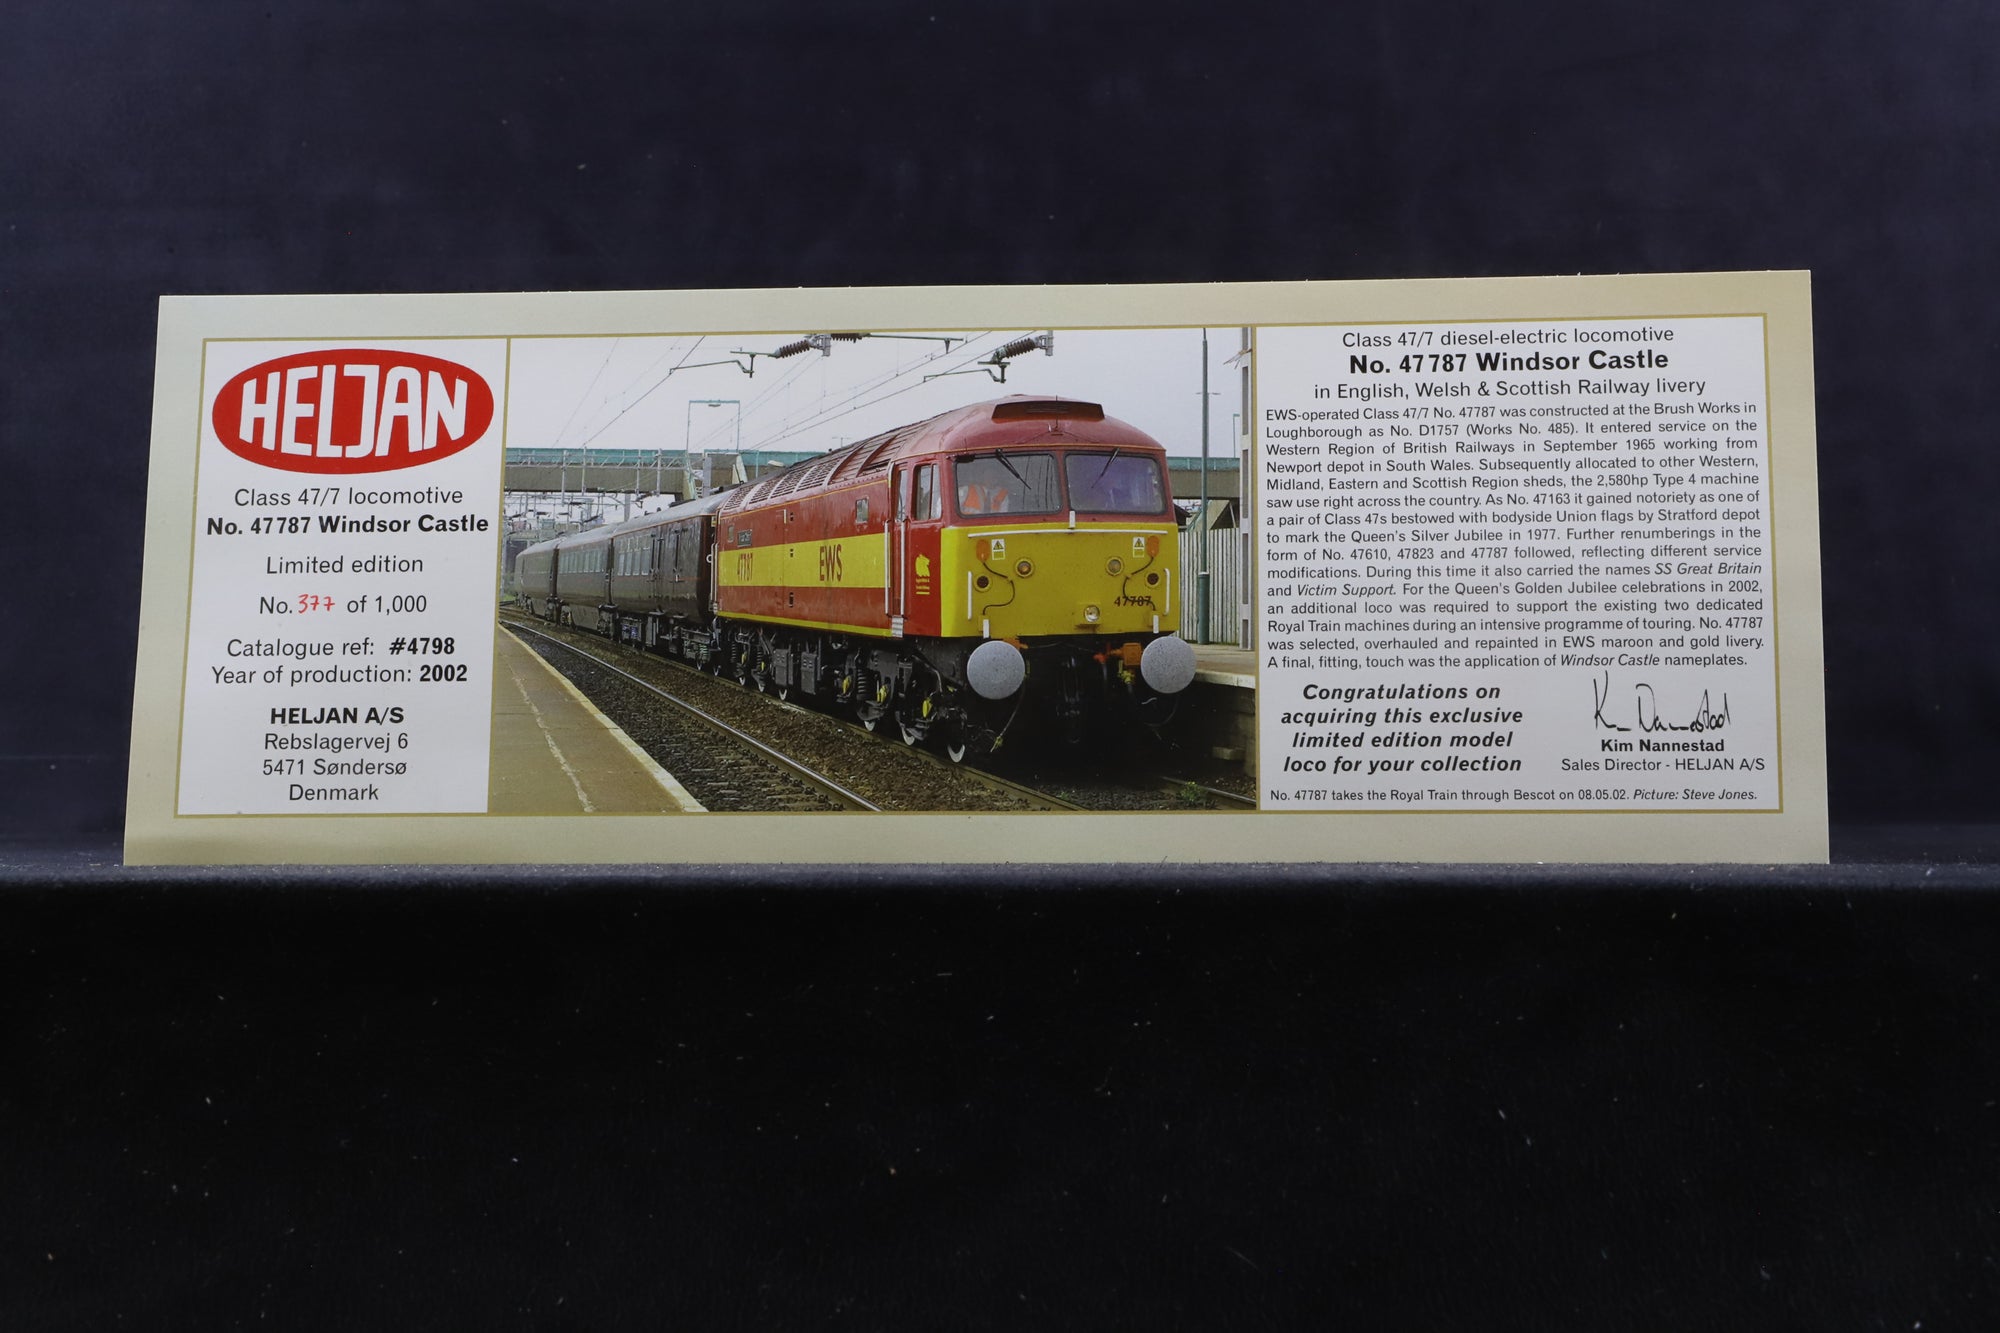 HELJAN
Class 47/7 locomotive
No. 47787 Windsor Castle
Limited edition
No. 377 of 1,000
Catalogue ref: #4798
Year of production: 2002
HELJAN A/S
Rebslagervej 6
5471 Søndersø
Denmark
47787
EWS
47787
Class 47/7 diesel-electric locomotive
No. 47787 Windsor Castle
in English, Welsh & Scottish Railway livery
EWS-operated Class 47/7 No. 47787 was constructed at the Brush Works in
Loughborough as No. D1757 (Works No. 485). It entered service on the
Western Region of British Railways in September 1965 working from
Newport depot in South Wales. Subsequently allocated to other Western,
Midland, Eastern and Scottish Region sheds, the 2,580hp Type 4 machine
saw use right across the country. As No. 47163 it gained notoriety as one of
a pair of Class 47s bestowed with bodyside Union flags by Stratford depot
to mark the Queen's Silver Jubilee in 1977. Further renumberings in the
form of No. 47610, 47823 and 47787 followed, reflecting different service
modifications. During this time it also carried the names SS Great Britain
and Victim Support. For the Queen's Golden Jubilee celebrations in 2002,
an additional loco was required to support the existing two dedicated
Royal Train machines during an intensive programme of touring. No. 47787
was selected, overhauled and repainted in EWS maroon and gold livery.
A final, fitting, touch was the application of Windsor Castle nameplates.
Congratulations on
acquiring this exclusive
limited edition model
loco for your collection
Kim Nannestad
Sales Director - HELJAN A/S
No. 47787 takes the Royal Train through Bescot on 08.05.02. Picture: Steve Jones.